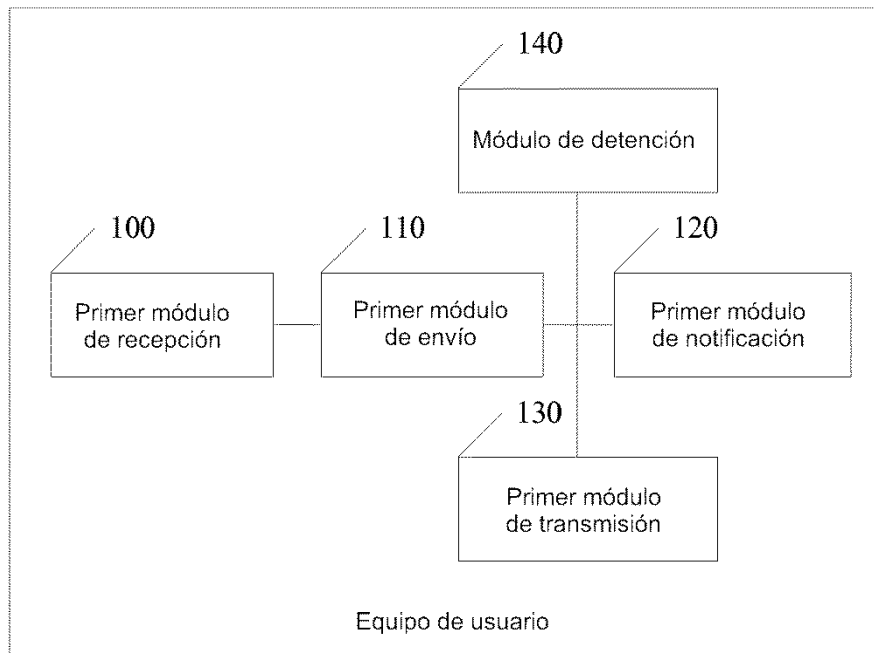 140
Módulo de detención
100
Primer módulo
de recepción
110
Primer módulo
de envío
120
Primer módulo
de notificación
130
Primer módulo
de transmisión
Equipo de usuario